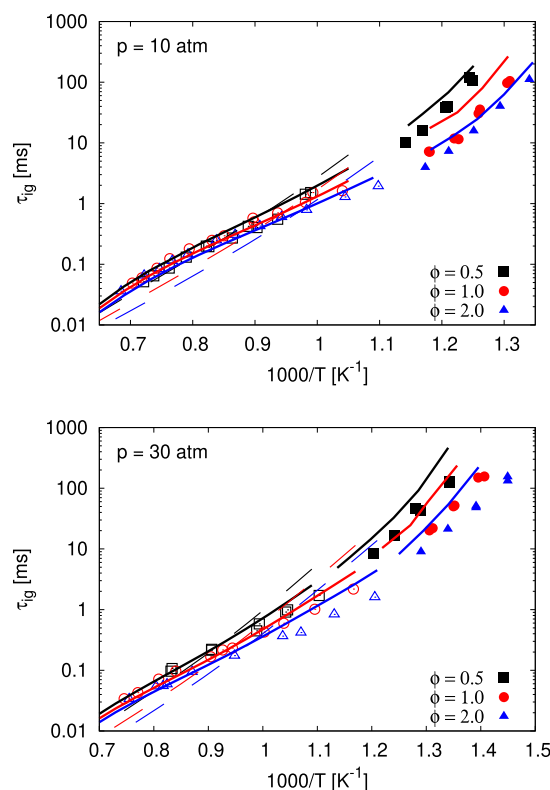 p = 10 atm
1000
100
10
1
0.1
0.01
τig [ms]
ϕ = 0.5
ϕ = 1.0
ϕ = 2.0
0.7 0.8 0.9 1 1.1 1.2 1.3
1000/T [K-1]
p = 30 atm
1000
100
10
1
0.1
0.01
τig [ms]
ϕ = 0.5
ϕ = 1.0
ϕ = 2.0
0.7 0.8 0.9 1 1.1 1.2 1.3 1.4 1.5
1000/T [K-1]